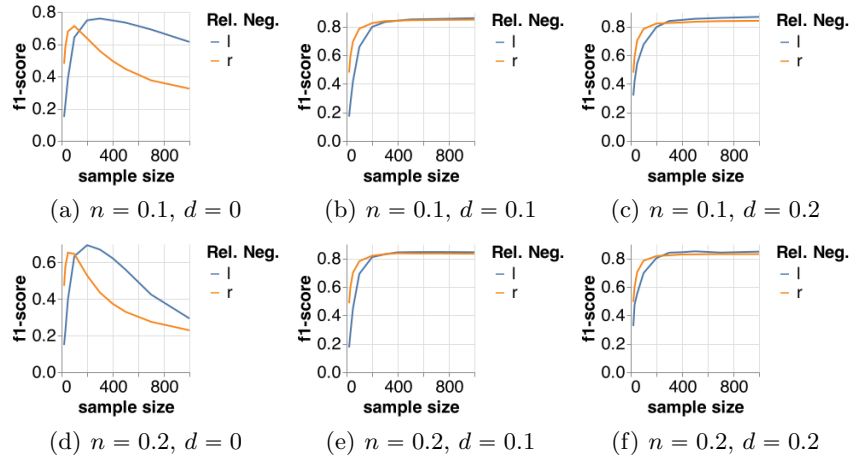 0.8
0.6
0.4
0.2
0.0
f1-score
0 400 800
sample size
Rel. Neg.
l
r
(a) n = 0.1, d = 0
0.8
0.6
0.4
0.2
0.0
f1-score
0 400 800
sample size
Rel. Neg.
l
r
(b) n = 0.1, d = 0.1
0.8
0.6
0.4
0.2
0.0
f1-score
0 400 800
sample size
Rel. Neg.
l
r
(c) n = 0.1, d = 0.2
0.6
0.4
0.2
0.0
f1-score
0 400 800
sample size
Rel. Neg.
l
r
(d) n = 0.2, d = 0
0.8
0.6
0.4
0.2
0.0
f1-score
0 400 800
sample size
Rel. Neg.
l
r
(e) n = 0.2, d = 0.1
0.8
0.6
0.4
0.2
0.0
f1-score
0 400 800
sample size
Rel. Neg.
l
r
(f) n = 0.2, d = 0.2